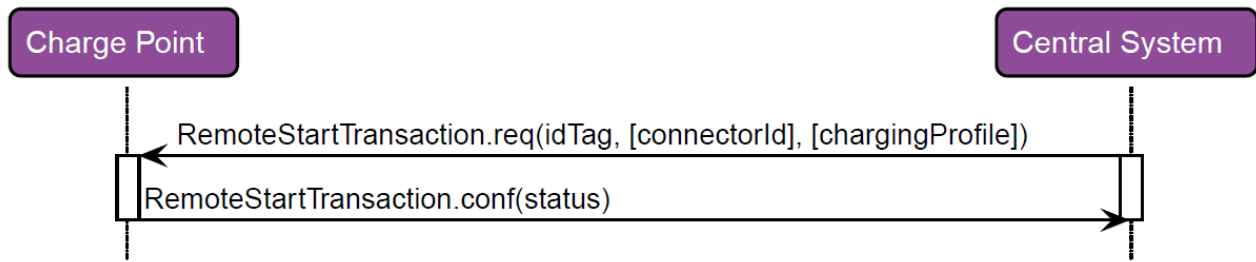 Charge Point
Central System
RemoteStartTransaction.req(idTag, [connectorId], [chargingProfile])
RemoteStartTransaction.conf(status)